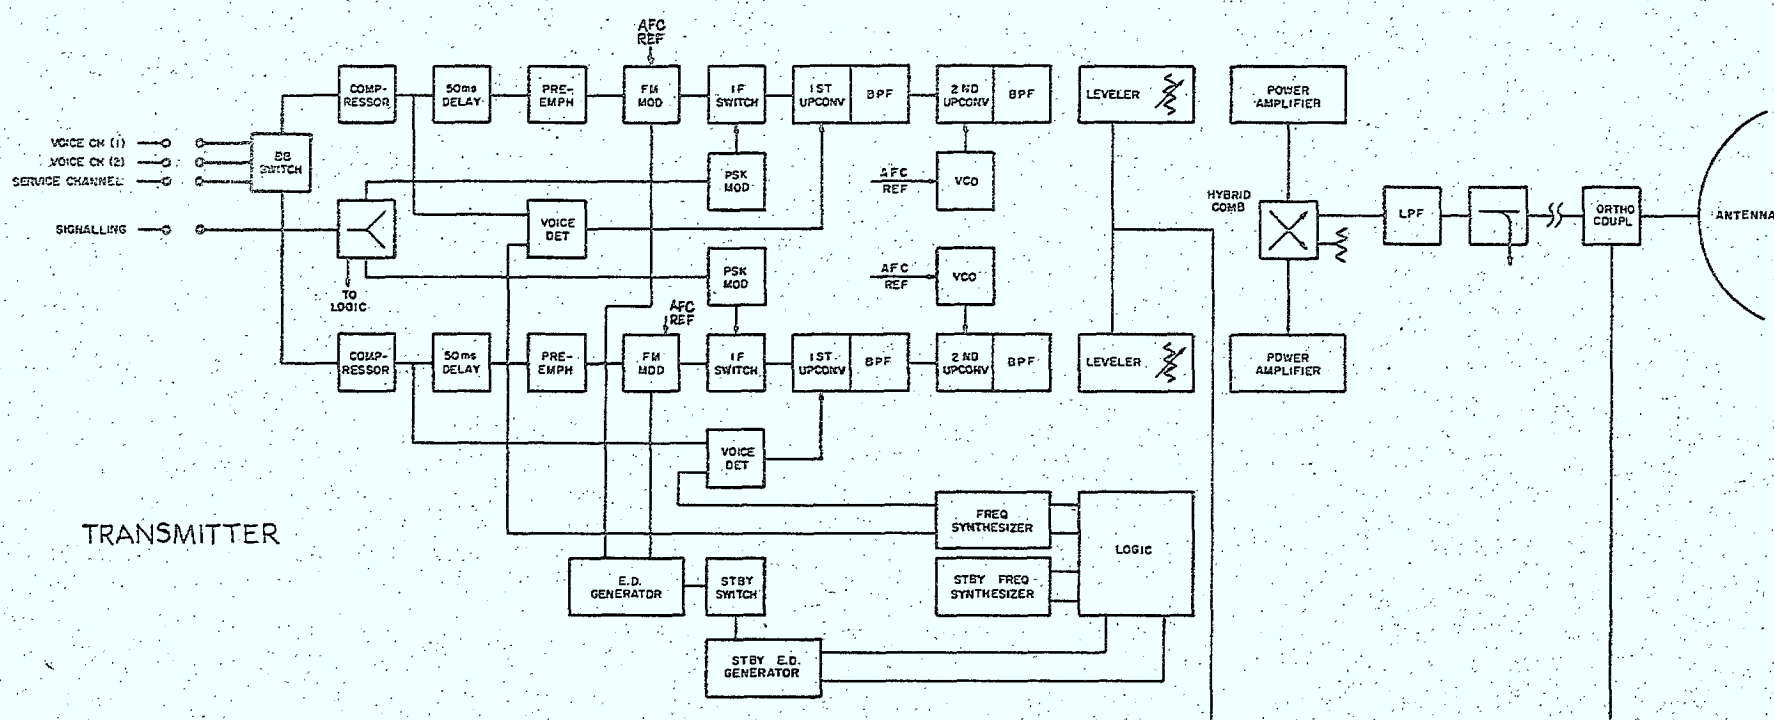 AFC
REF
COMP-
RESSOR
50ms
DELAY
PRE-
EMPH
FM
MOD
IF
SWITCH
1ST
UPCONV
BPF
2ND
UPCONV
BPF
LEVELER
POWER
AMPLIFIER
VOICE CH (1)
VOICE CH (2)
SERVICE CHANNEL
BB
SWITCH
PSK
MOD
AFC
REF
VCO
HYBRID
COMB
LPF
ORTHO
COUPL
ANTENNA
SIGNALLING
VOICE
DET
TO
LOGIC
PSK
MOD
AFC
REF
VCO
AFC
REF
COMP-
RESSOR
50ms
DELAY
PRE-
EMPH
FM
MOD
IF
SWITCH
1ST
UPCONV
BPF
2ND
UPCONV
BPF
LEVELER
POWER
AMPLIFIER
VOICE
DET
TRANSMITTER
FREQ
SYNTHESIZER
LOGIC
E.D.
GENERATOR
STBY
SWITCH
STBY FREQ
SYNTHESIZER
STBY E.D.
GENERATOR